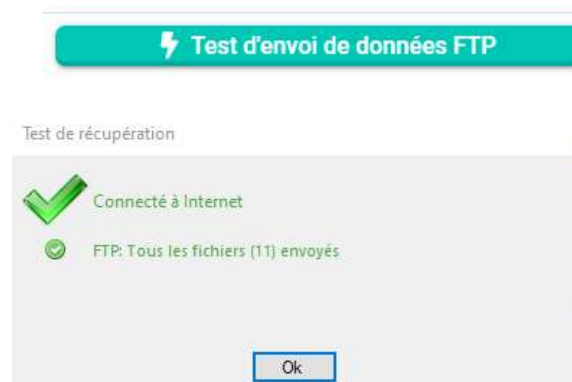 Test d'envoi de données FTP
Test de récupération
Connecté à Internet
FTP: Tous les fichiers (11) envoyés
Ok